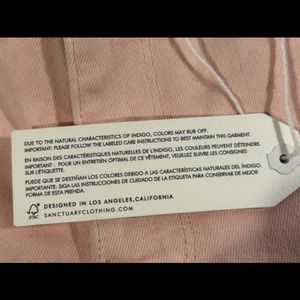 DUE TO THE NATURAL CHARACTERISTICS OF INDIGO, COLORS MAY RUB OFF.
IMPORTANT: PLEASE FOLLOW THE LABELED CARE INSTRUCTIONS TO BEST MAINTAIN THIS GARMENT.
EN RAISON DES CARACTÉRISTIQUES NATURELLES DE L'INDIGO, LES COULEURS PEUVENT DÉTEINDRE.
IMPORTANT : POUR UN ENTRETIEN OPTIMAL DE CE VÊTEMENT, VEUILLEZ SUIVRE LES CONSIGNES
SUR L'ÉTIQUETTE.
PUEDE QUE SE DESTIÑAN LOS COLORES DEBIDO A LAS CARACTERÍSTICAS NATURALES DEL ÍNDIGO.
IMPORTANTE: SIGA LAS INSTRUCCIONES DE CUIDADO DE LA ETIQUETA PARA CONSERVAR DE MEJOR
FORMA DE ESTA PRENDA.
DESIGNED IN LOS ANGELES, CALIFORNIA
SANCTUARYCLOTHING.COM
FSC